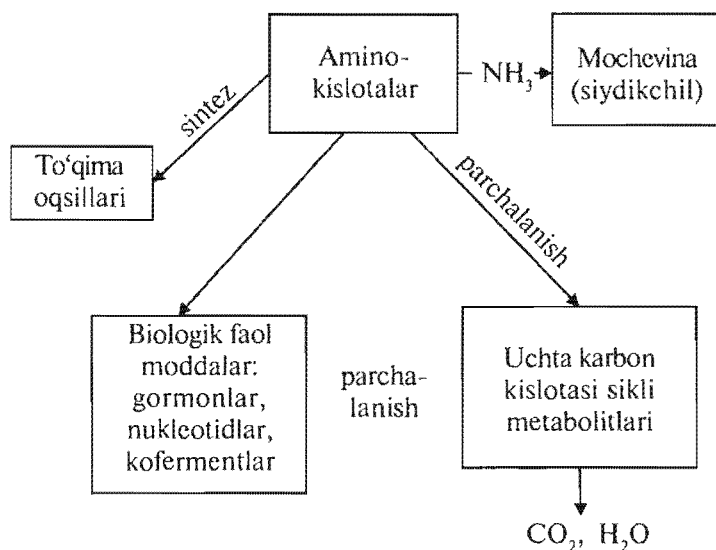 Amino-
kislotalar
NH₃
Mochevina
(siydikchil)
sintez
To‘qima
oqsillari
parchalanish
Biologik faol
moddalar:
gormonlar,
nukleotidlar,
kofermentlar
parcha-
lanish
Uchta karbon
kislotasi sikli
metabolitlari
CO₂, H₂O